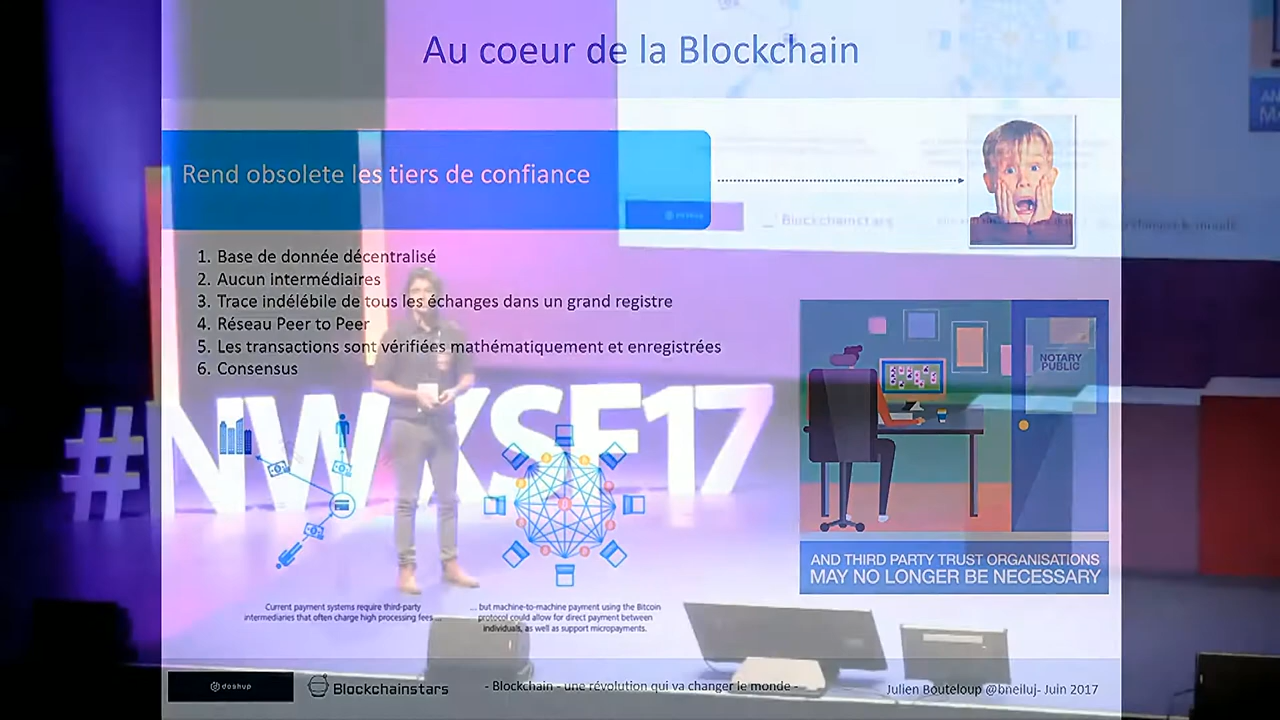 Au coeur de la Blockchain
Rend obsolete les tiers de confiance
1. Base de donnée décentralisé
2. Aucun intermédiaires
3. Trace indélébile de tous les échanges dans un grand registre
4. Réseau Peer to Peer
5. Les transactions sont vérifiées mathématiquement et enregistrées
6. Consensus
NOTARY
PUBLIC
AND THIRD PARTY TRUST ORGANISATIONS
MAY NO LONGER BE NECESSARY
#NWXSF17
Current payment systems require third-party
intermediaries that often charge high processing fees ...
... but machine-to-machine payment using the Bitcoin
protocol could allow for direct payment between
individuals, as well as support micropayments.
doshup
Blockchainstars
- Blockchain - une révolution qui va changer le monde -
Julien Bouteloup @bneiluj- Juin 2017
Blockchainstars